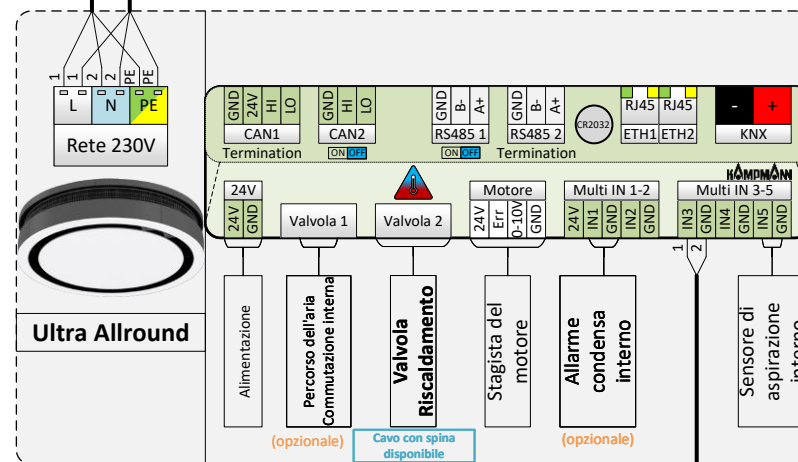 1 1 2 2 PE PE
L N PE
Rete 230V
GND 24V HI LO
CAN1
Termination
GND HI LO
CAN2
ON OFF
GND B- A+
RS485 1
ON OFF
GND B- A+
RS485 2
Termination
CR2032
RJ45 RJ45
ETH1 ETH2
- +
KNX
KAMPMANN
24V
24V GND
Valvola 1
Valvola 2
Motore
24V Err 0-10V GND
Multi IN 1-2
24V IN1 GND IN2 GND
Multi IN 3-5
IN3 GND IN4 GND IN5 GND
1 2
Ultra Allround
Alimentazione
Percorso dell'aria
Commutazione interna
(opzionale)
Valvola
Riscaldamento
Cavo con spina
disponibile
Stagista del
motore
Allarme
condensa
interno
(opzionale)
Sensore di
aspirazione
interno